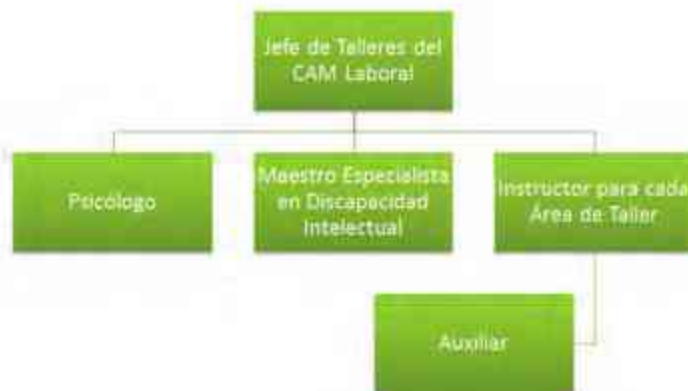 Jefe de Talleres del
CAM Laboral
Psicólogo
Maestro Especialista
en Discapacidad
Intelectual
Instructor para cada
Área de Taller
Auxiliar